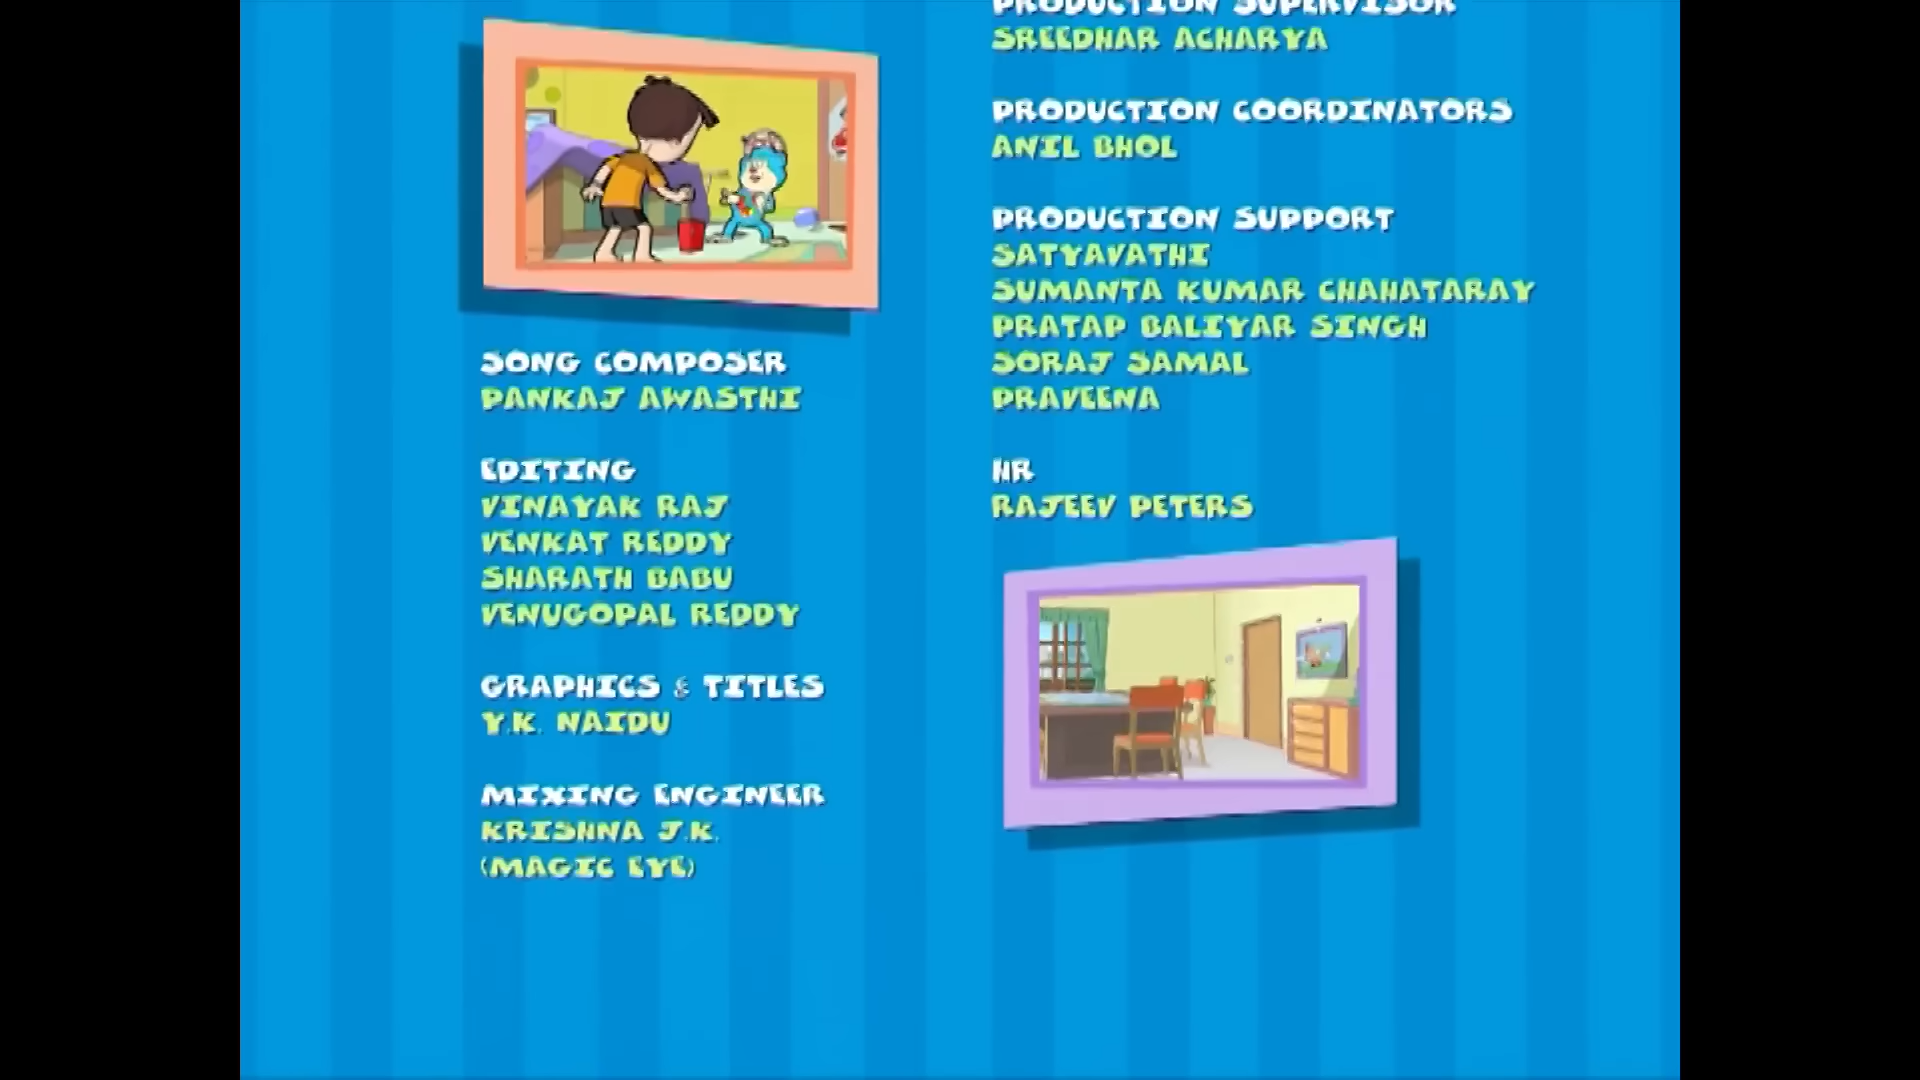 SONG COMPOSER
PANKAJ AWASTHI
EDITING
VINAYAK RAJ
VENKAT REDDY
SHARATH BABU
VENUGOPAL REDDY
GRAPHICS & TITLES
Y.K. NAIDU
MIXING ENGINEER
KRISHNA J.K.
(MAGIC EYE)
PRODUCTION SUPERVISOR
SREEDHAR ACHARYA
PRODUCTION COORDINATORS
ANIL BHOL
PRODUCTION SUPPORT
SATYAVATHI
SUMANTA KUMAR CHAHATARAY
PRATAP BALIYAR SINGH
SORAJ SAMAL
PRAVEENA
HR
RAJEEV PETERS